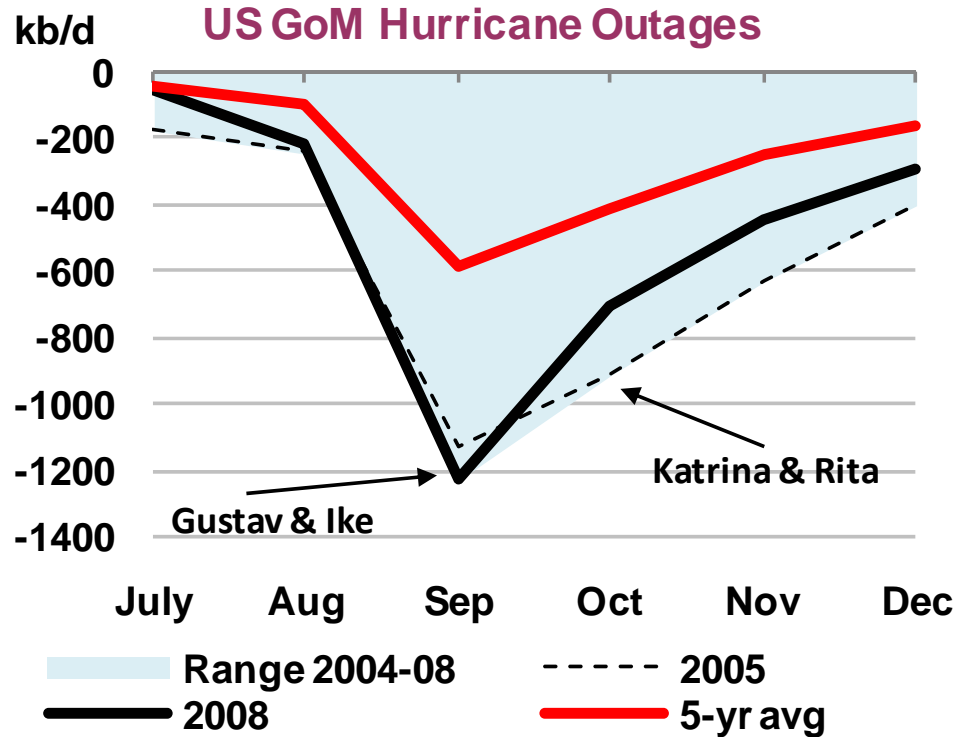 kb/d
US GoM Hurricane Outages
0
-200
-400
-600
-800
-1000
-1200
-1400
Katrina & Rita
Gustav & Ike
July Aug Sep Oct Nov Dec
Range 2004-08 2005
2008 5-yr avg